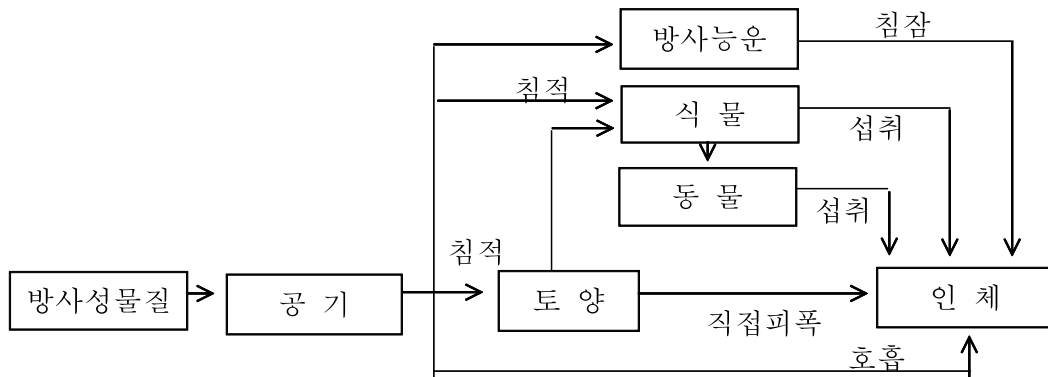 방사능운
침잠
침적
식 물
섭취
동 물
섭취
침적
방사성물질
공 기
토 양
인 체
직접피폭
호흡